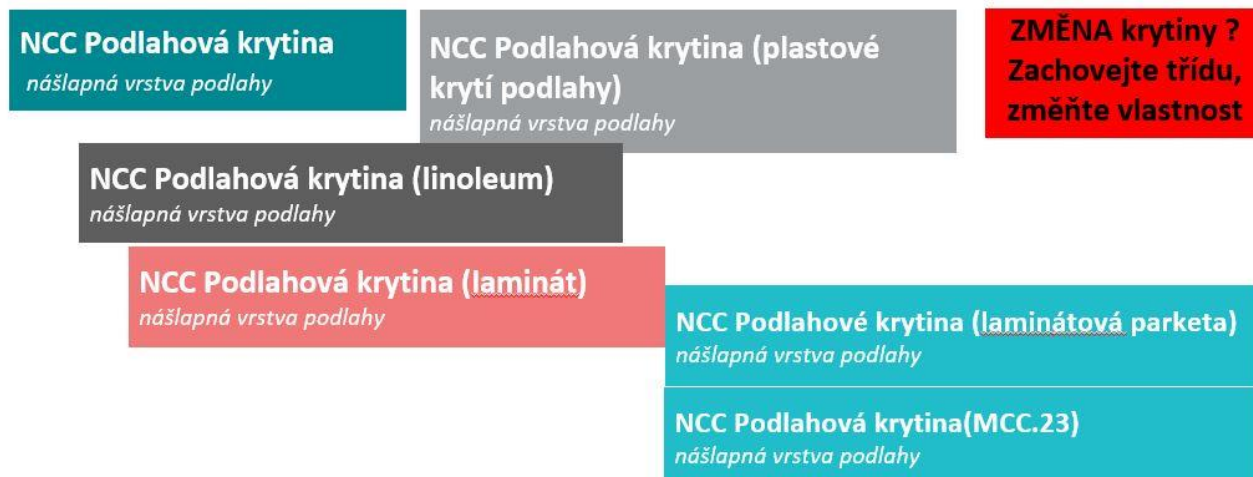 NCC Podlahová krytina
nášlapná vrstva podlahy
NCC Podlahová krytina (plastové
krytí podlahy)
nášlapná vrstva podlahy
ZMĚNA krytiny ?
Zachovejte třídu,
změňte vlastnost
NCC Podlahová krytina (linoleum)
nášlapná vrstva podlahy
NCC Podlahová krytina (laminát)
nášlapná vrstva podlahy
NCC Podlahové krytina (laminátová parketa)
nášlapná vrstva podlahy
NCC Podlahová krytina(MCC.23)
nášlapná vrstva podlahy